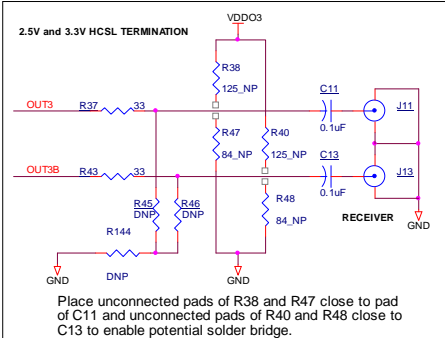 VDDO3
2.5V and 3.3V HCSL TERMINATION
R38
125_NP
C11
J11
OUT3
R37
33
0.1uF
R47
84_NP
R40
125_NP
C13
J13
OUT3B
R43
33
0.1uF
R45
DNP
R46
DNP
R48
84_NP
RECEIVER
R144
GND
DNP
GND
GND
Place unconnected pads of R38 and R47 close to pad
of C11 and unconnected pads of R40 and R48 close to
C13 to enable potential solder bridge.